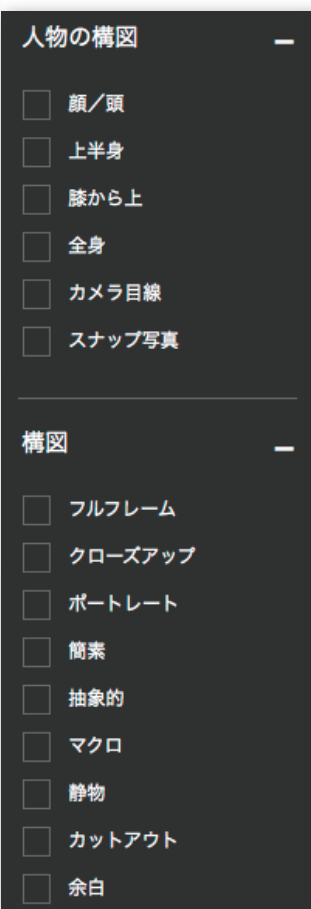 人物の構図
顔／頭
上半身
膝から上
全身
カメラ目線
スナップ写真
構図
フルフレーム
クローズアップ
ポートレート
簡素
抽象的
マクロ
静物
カットアウト
余白